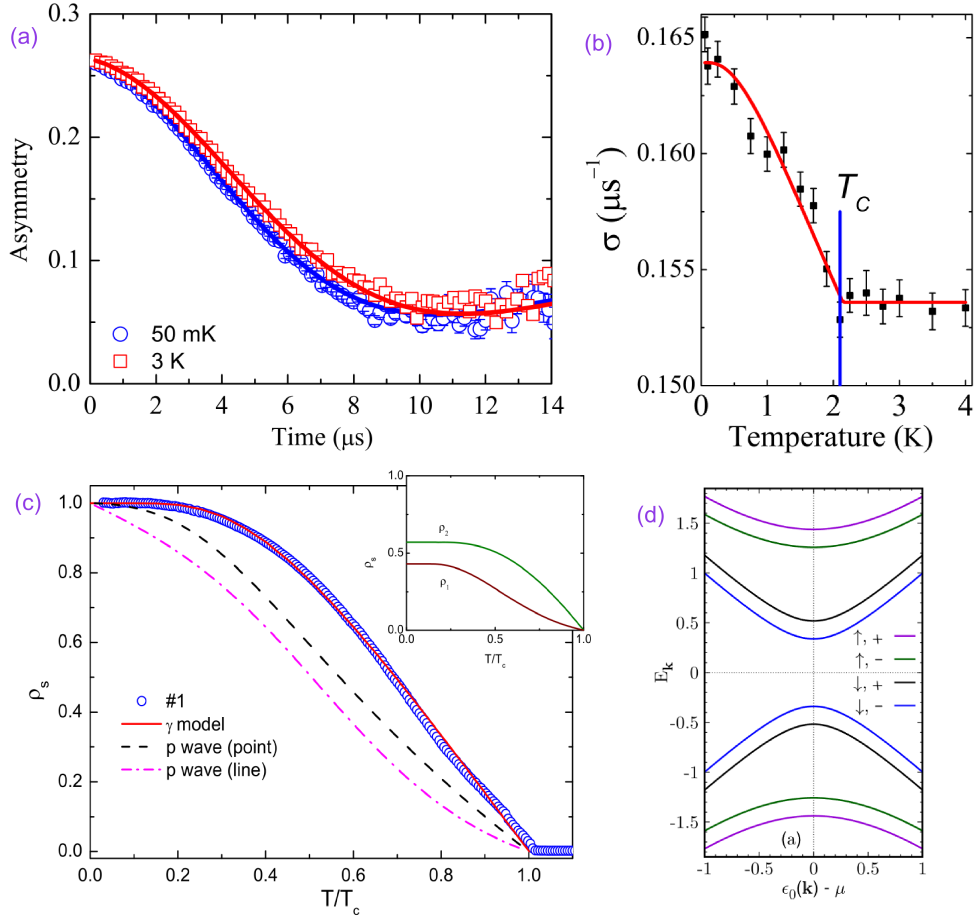 (a)
0.3
0.2
0.1
0.0
Asymmetry
50 mK
3 K
0 2 4 6 8 10 12 14
Time (μs)
(b)
0.165
0.160
0.155
0.150
σ (μs⁻¹)
T_C
0 1 2 3 4
Temperature (K)
(c)
1.0
0.8
0.6
0.4
0.2
0.0
ρ_s
#1
γ model
p wave (point)
p wave (line)
0.0 0.2 0.4 0.6 0.8 1.0
T/T_c
1.0
0.5
0.0
ρ_s
ρ_2
ρ_1
0.0 0.5 1.0
T/T_c
(d)
1.5
1
0.5
0
-0.5
-1
-1.5
E_k
↑, +
↑, −
↓, +
↓, −
(a)
-1 -0.5 0 0.5 1
ϵ_0(k) - μ